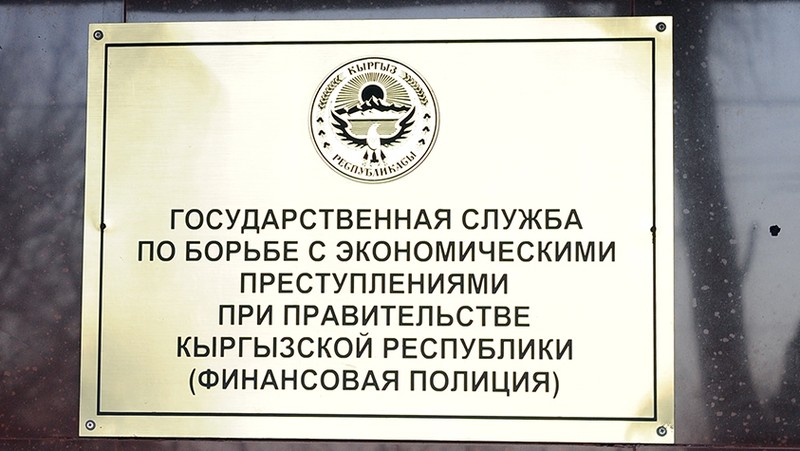 КЫРГЫЗ
РЕСПУБЛИКАСЫ
ГОСУДАРСТВЕННАЯ СЛУЖБА
ПО БОРЬБЕ С ЭКОНОМИЧЕСКИМИ
ПРЕСТУПЛЕНИЯМИ
ПРИ ПРАВИТЕЛЬСТВЕ
КЫРГЫЗСКОЙ РЕСПУБЛИКИ
(ФИНАНСОВАЯ ПОЛИЦИЯ)